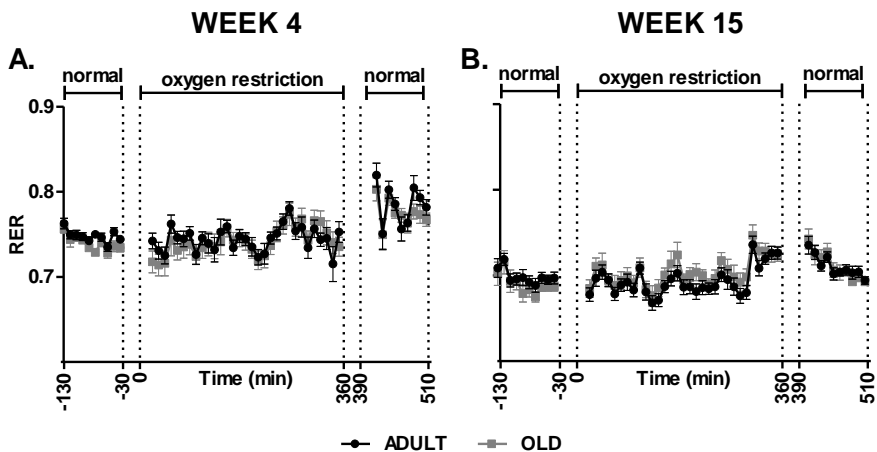 WEEK 4
WEEK 15
A.
normal
oxygen restriction
normal
B.
normal
oxygen restriction
normal
0.9
0.8
0.7
RER
-130
-30
0
Time (min)
360
390
510
-130
-30
0
Time (min)
360
390
510
ADULT
OLD